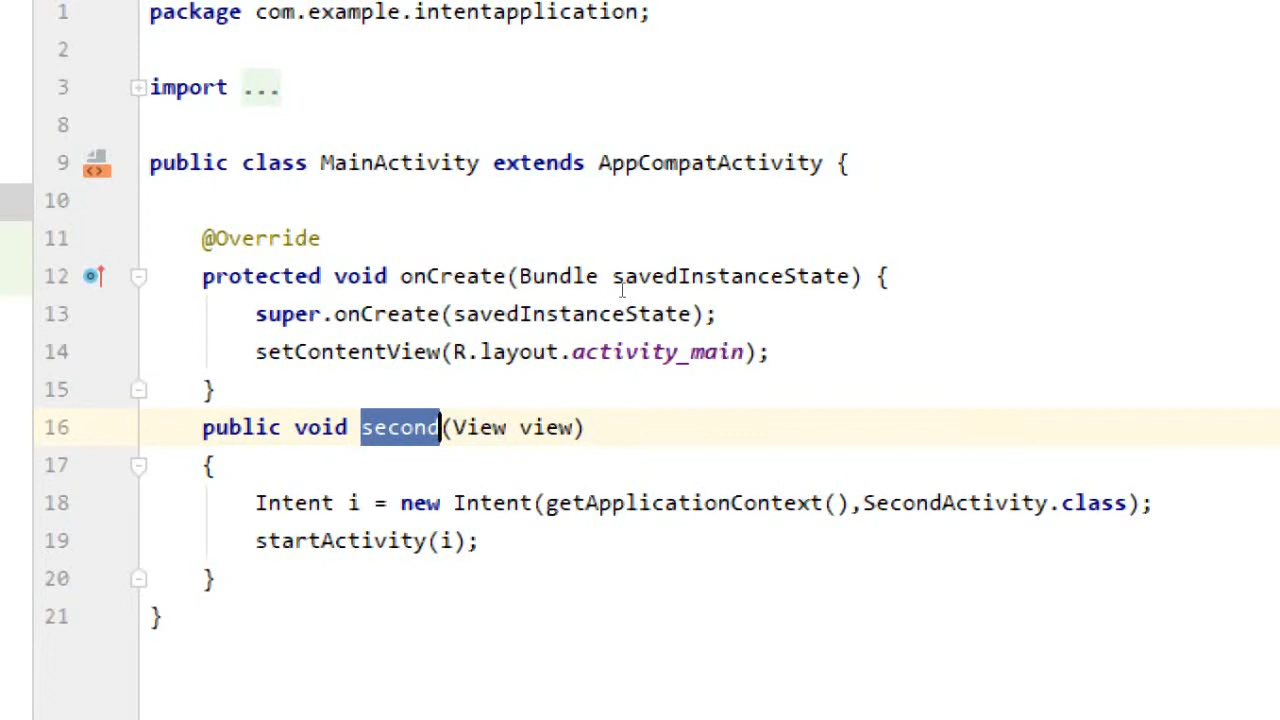 1 package com.example.intentapplication;
2
3 import ...
8
9 public class MainActivity extends AppCompatActivity {
10
11 @Override
12 protected void onCreate(Bundle savedInstanceState) {
13 super.onCreate(savedInstanceState);
14 setContentView(R.layout.activity_main);
15 }
16 public void second(View view)
17 {
18 Intent i = new Intent(getApplicationContext(),SecondActivity.class);
19 startActivity(i);
20 }
21 }